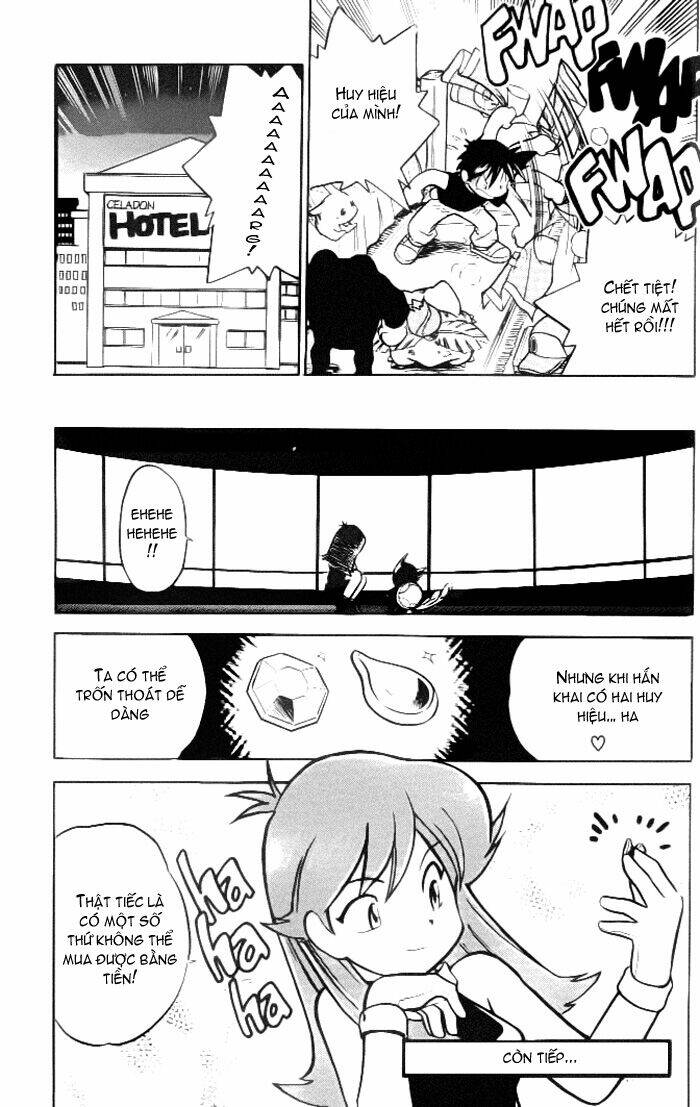 FWAP
FWAP
FWAP
HUY HIỆU
CỦA MÌNH!
CHẾT TIỆT!
CHÚNG MẤT
HẾT RỒI!!!
AAAAAAAAAAARG!
CELADON
HOTEL
EHEHE
HEHEHE
!!
NHƯNG KHI HẮN
KHAI CÓ HAI HUY
HIỆU... HA
♡
TA CÓ THỂ
TRỐN THOÁT DỄ
DÀNG
HA
HA
HA
THẬT TIẾC LÀ
CÓ MỘT SỐ
THỨ KHÔNG THỂ
MUA ĐƯỢC BẰNG
TIỀN!
CÒN TIẾP...